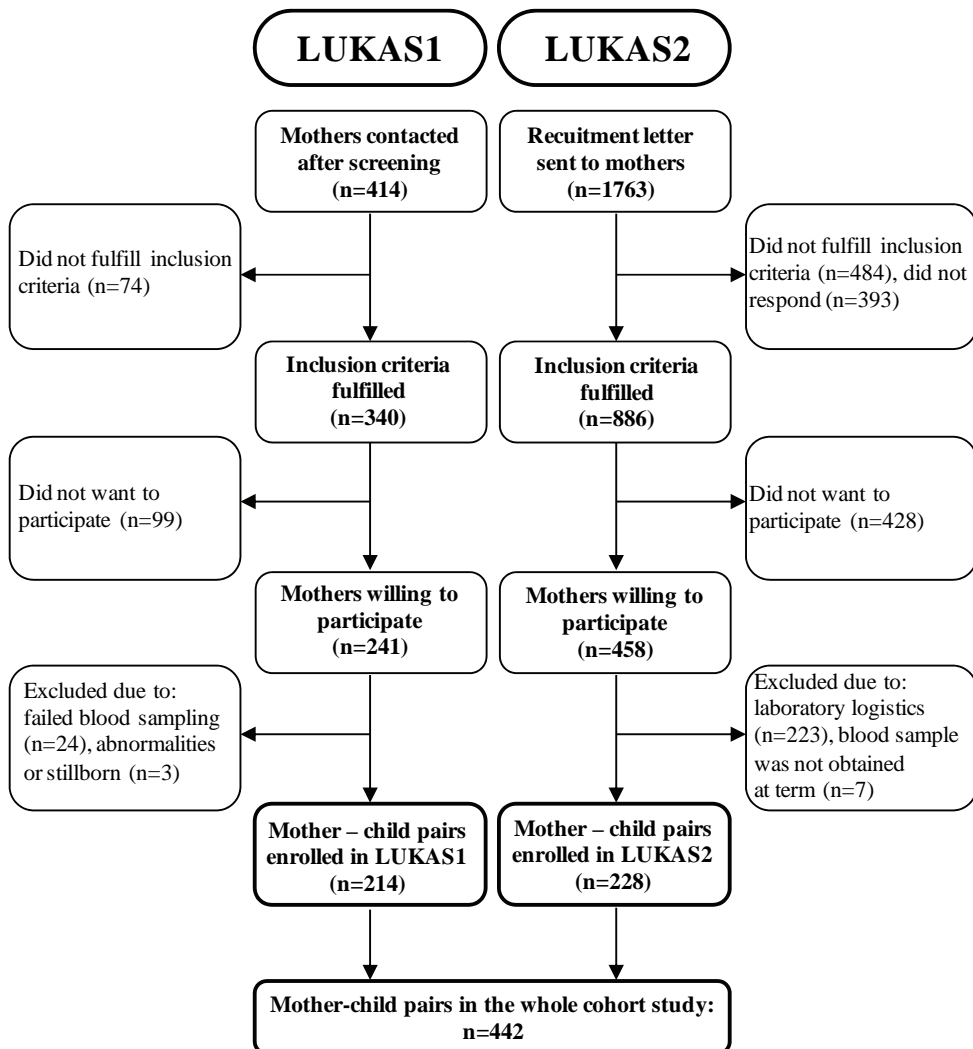 LUKAS1
LUKAS2
Mothers contacted
after screening
(n=414)
Recuitment letter
sent to mothers
(n=1763)
Did not fulfill inclusion
criteria (n=74)
Did not fulfill inclusion
criteria (n=484), did not
respond (n=393)
Inclusion criteria
fulfilled
(n=340)
Inclusion criteria
fulfilled
(n=886)
Did not want to
participate (n=99)
Did not want to
participate (n=428)
Mothers willing to
participate
(n=241)
Mothers willing to
participate
(n=458)
Excluded due to:
failed blood sampling
(n=24), abnormalities
or stillborn (n=3)
Excluded due to:
laboratory logistics
(n=223), blood sample
was not obtained
at term (n=7)
Mother – child pairs
enrolled in LUKAS1
(n=214)
Mother – child pairs
enrolled in LUKAS2
(n=228)
Mother-child pairs in the whole cohort study:
n=442